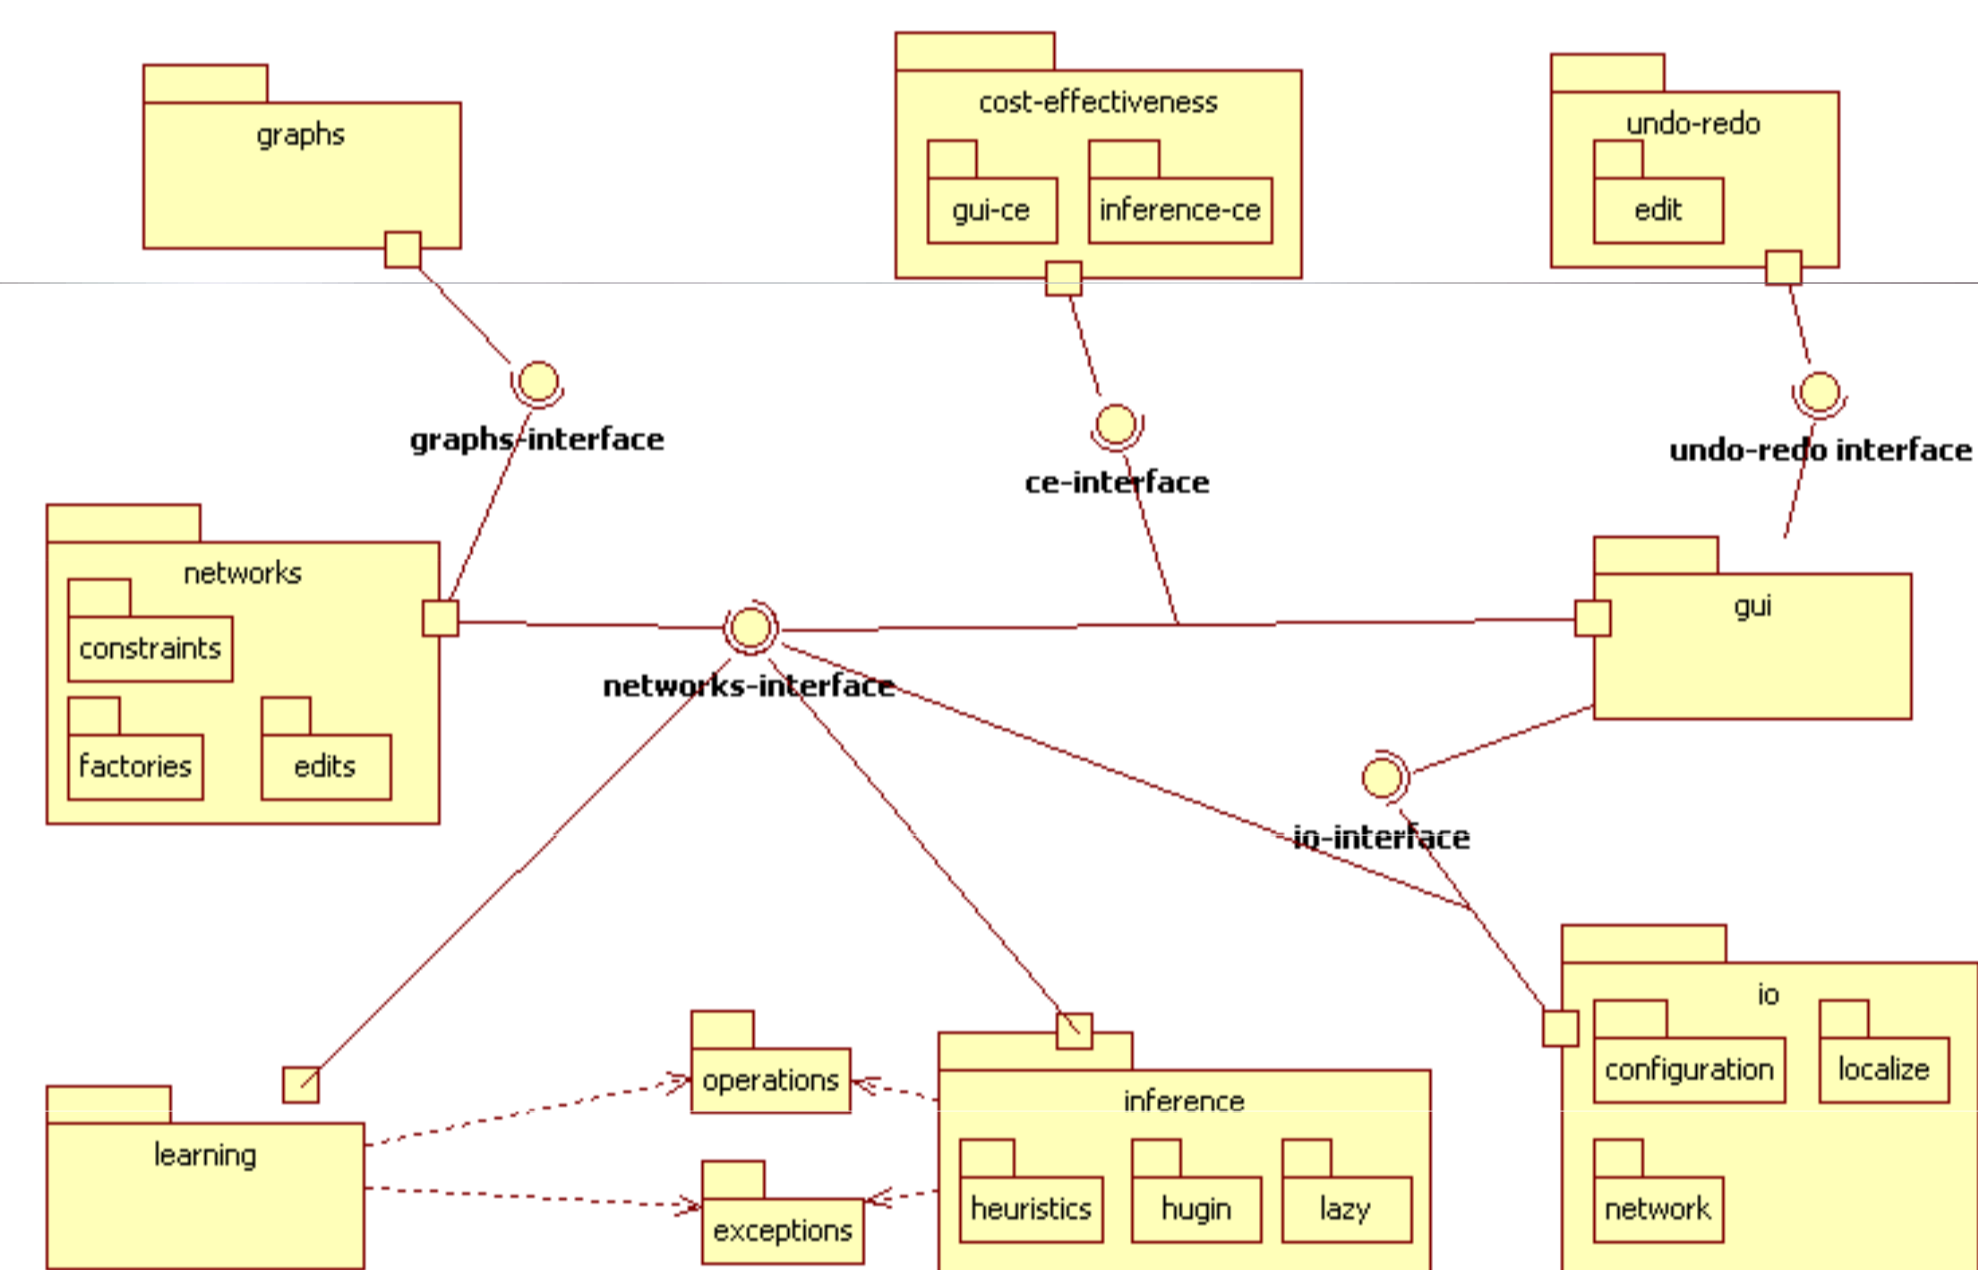 graphs
cost-effectiveness
gui-ce
inference-ce
undo-redo
edit
graphs-interface
ce-interface
undo-redo interface
networks
constraints
factories
edits
networks-interface
gui
io-interface
learning
operations
exceptions
inference
heuristics
hugin
lazy
io
configuration
localize
network